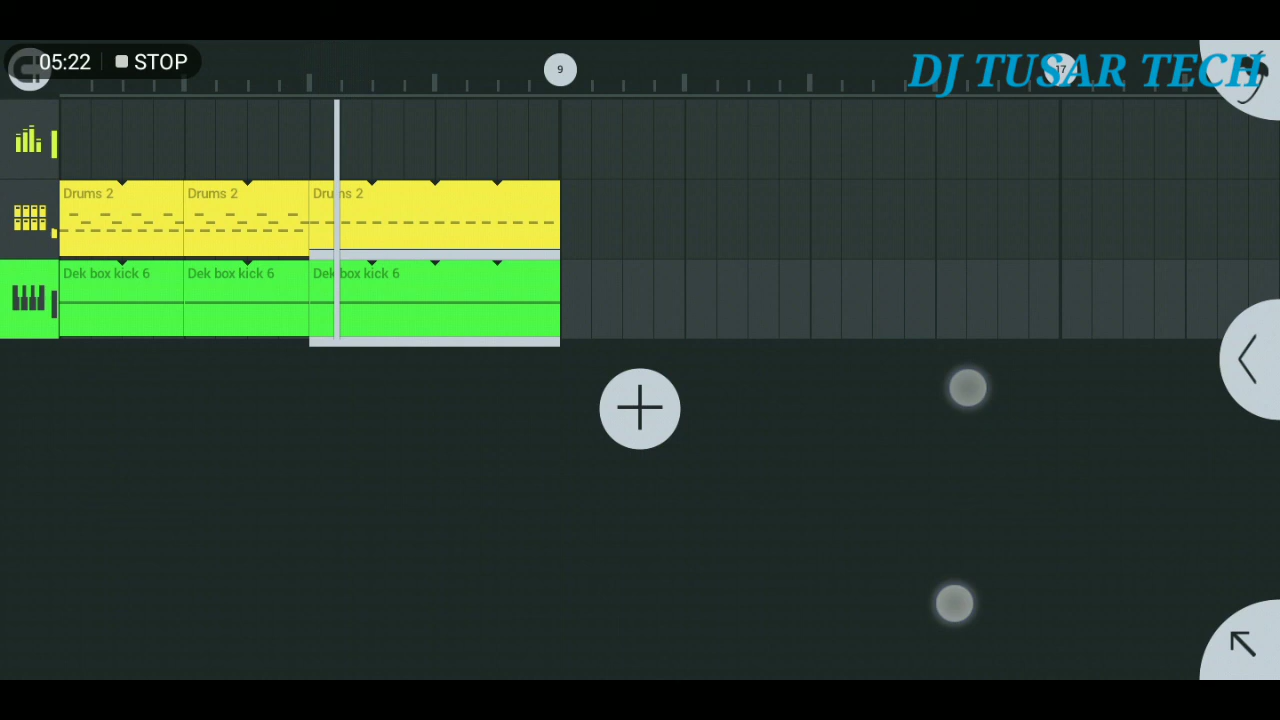 05:22 STOP
9
17
DJ TUSAR TECH
Drums 2 Drums 2 Drums 2
Dek box kick 6 Dek box kick 6 Dek box kick 6